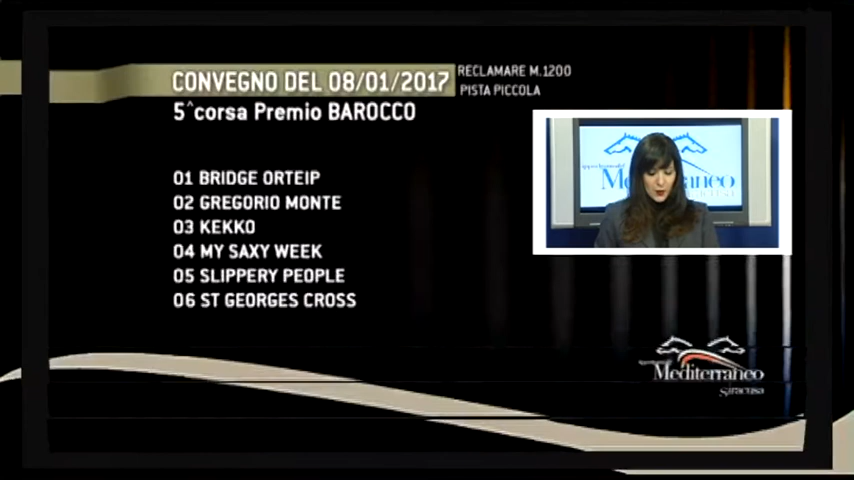 CONVEGNO DEL 08/01/2017
RECLAMARE M.1200
PISTA PICCOLA
5^corsa Premio BAROCCO
01 BRIDGE ORTEIP
02 GREGORIO MONTE
03 KEKKO
04 MY SAXY WEEK
05 SLIPPERY PEOPLE
06 ST GEORGES CROSS
Mediterraneo
Siracusa